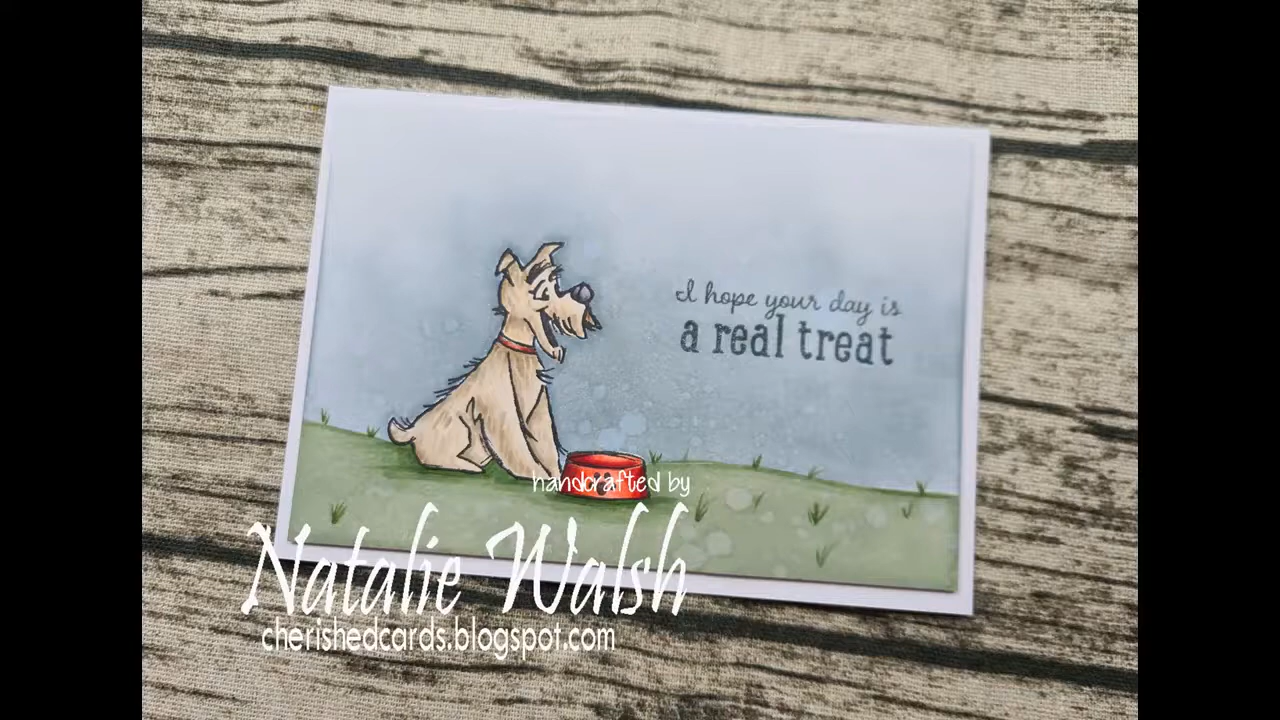 I hope your day is
a real treat
handcrafted by
Natalie Walsh
cherishedcards.blogspot.com